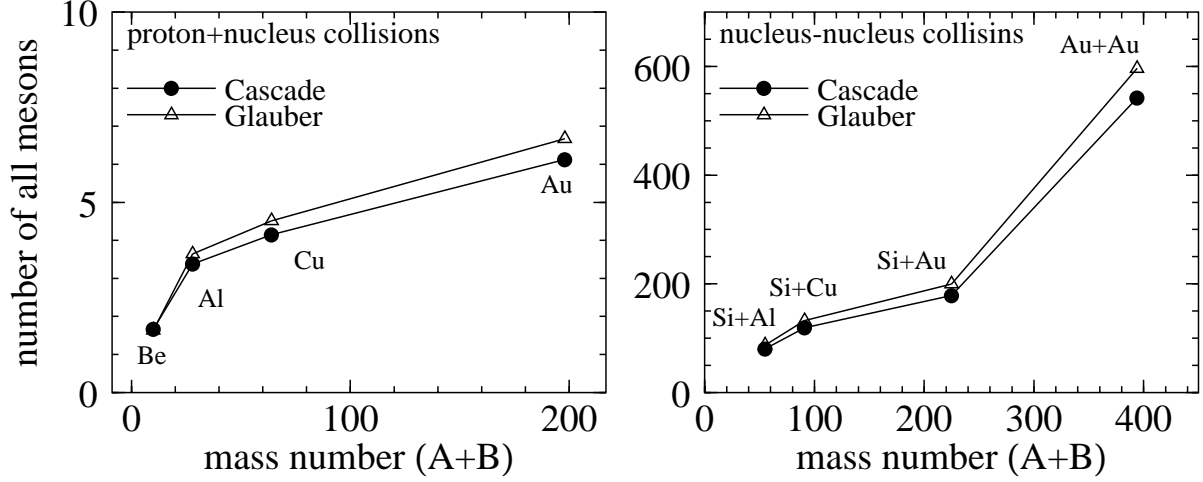 number of all mesons
10
5
0
proton+nucleus collisions
Cascade
Glauber
Be
Al
Cu
Au
0
100
200
mass number (A+B)
600
400
200
0
nucleus-nucleus collisins
Cascade
Glauber
Au+Au
Si+Au
Si+Cu
Si+Al
0
100
200
300
400
mass number (A+B)